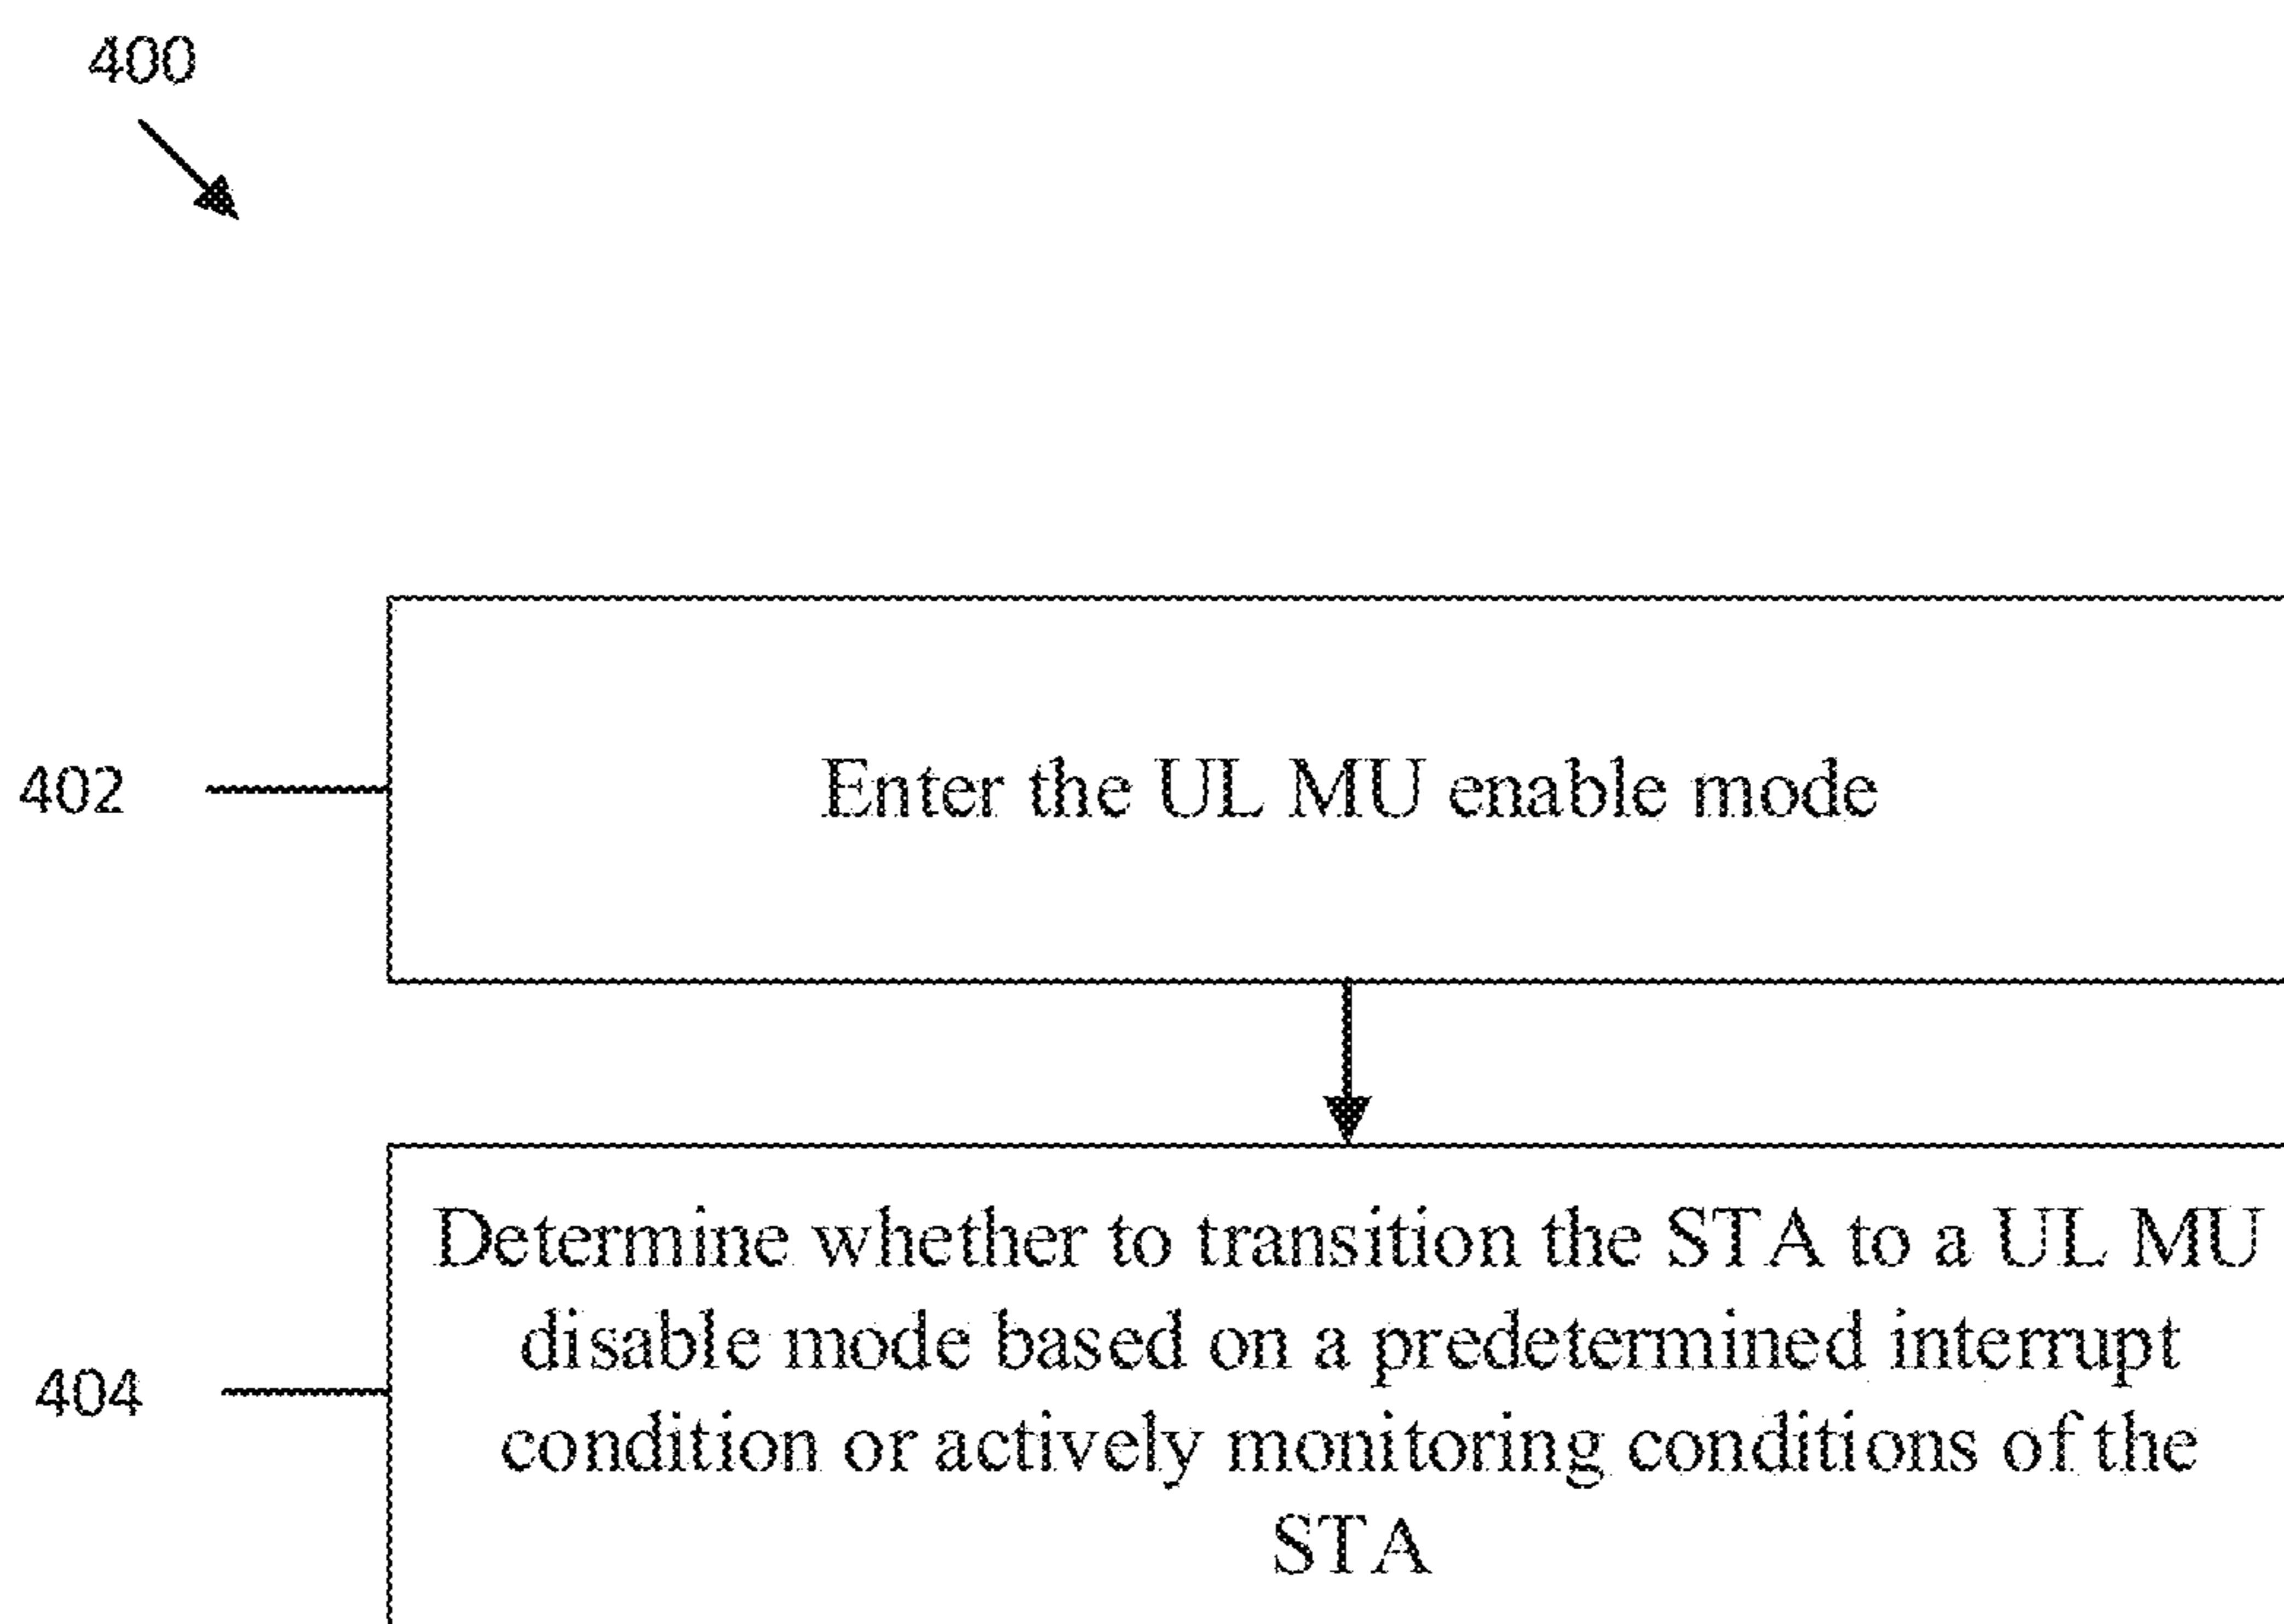 400
402
Enter the UL MU enable mode
Determine whether to transition the STA to a UL MU
disable mode based on a predetermined interrupt
404
condition or actively monitoring conditions of the
STA